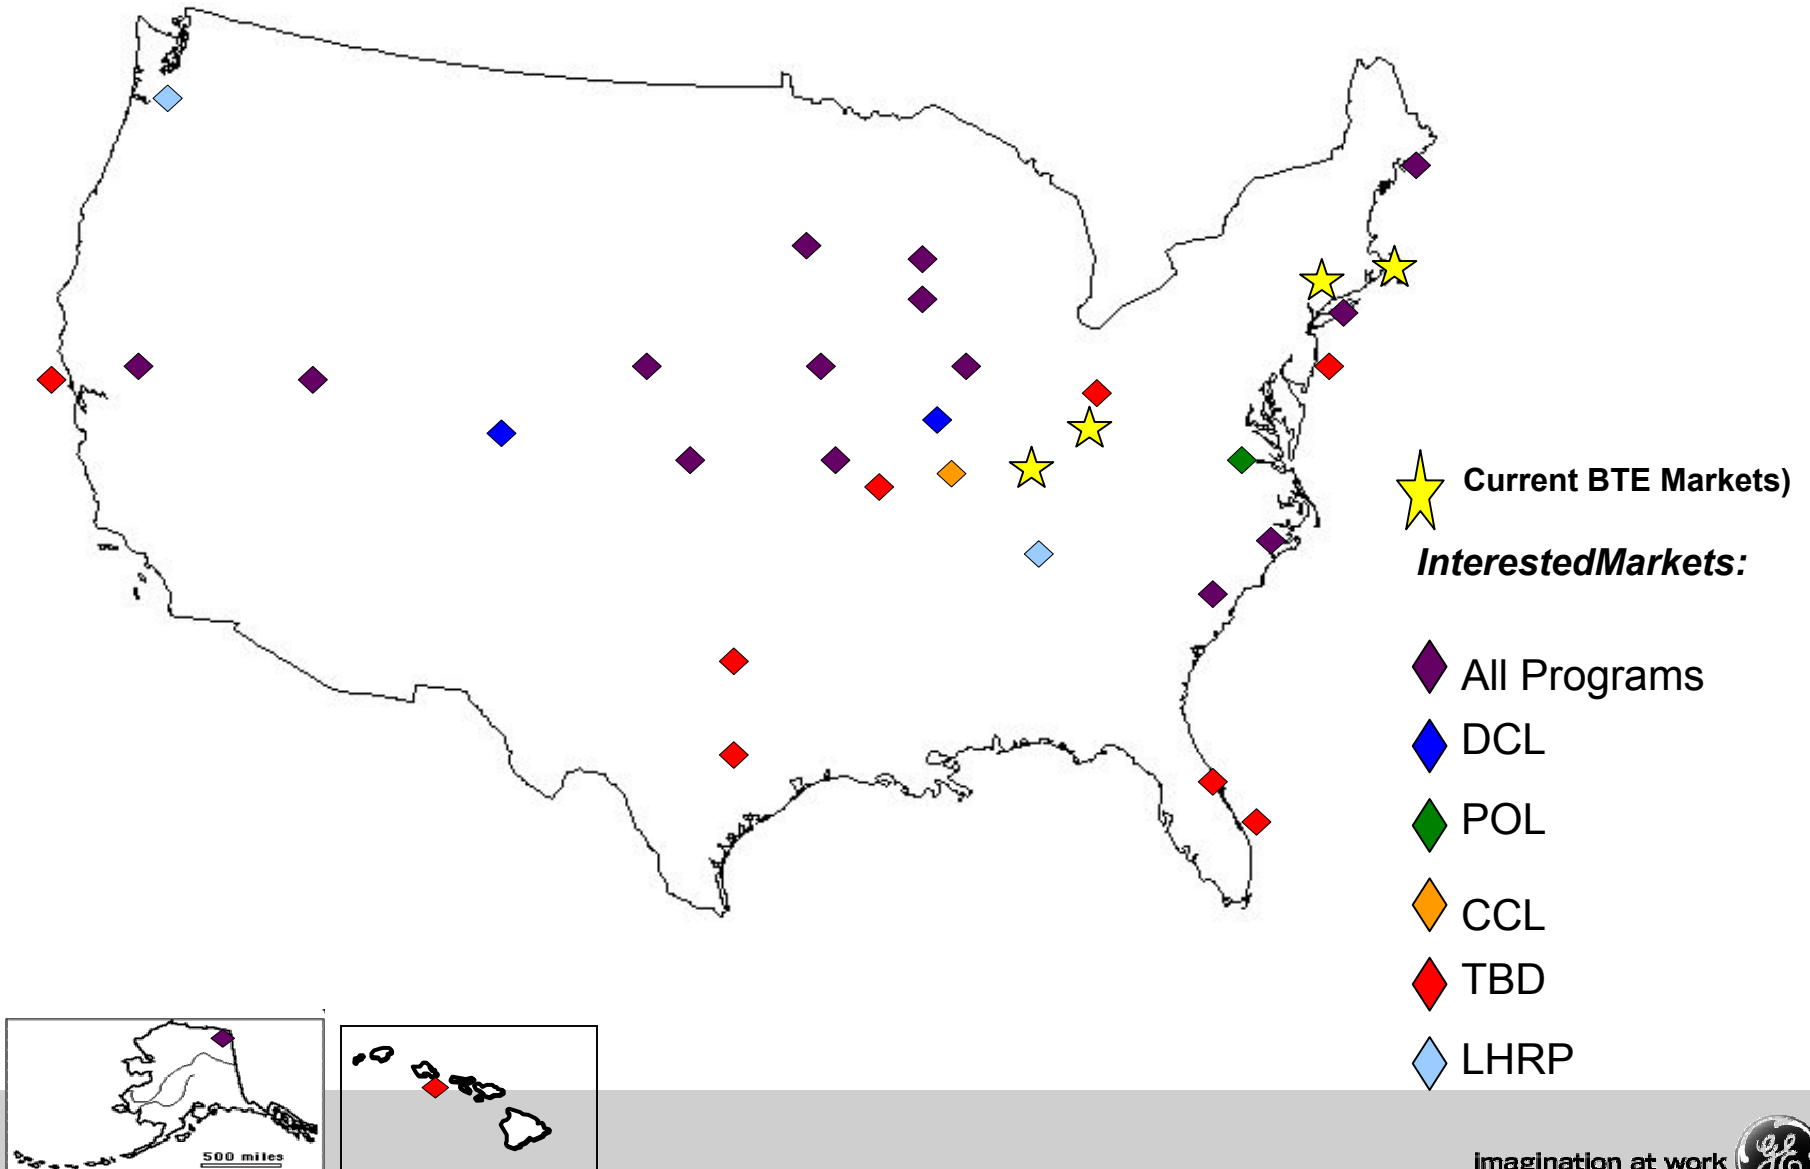 Current BTE Markets)
InterestedMarkets:
All Programs
DCL
POL
CCL
TBD
LHRP
500 miles
imagination at work